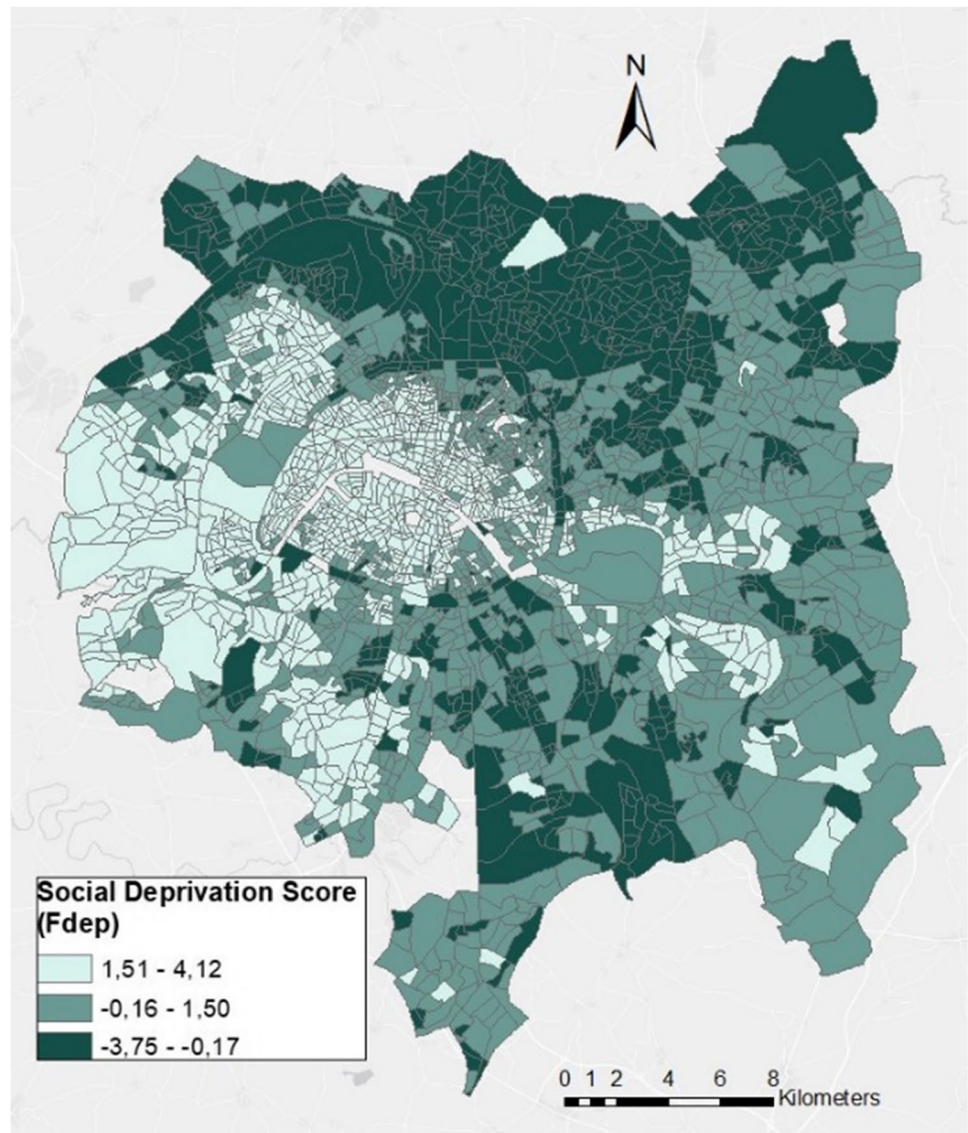 N
Social Deprivation Score
(Fdep)
1,51 - 4,12
-0,16 - 1,50
-3,75 - -0,17
0 1 2 4 6 8
Kilometers